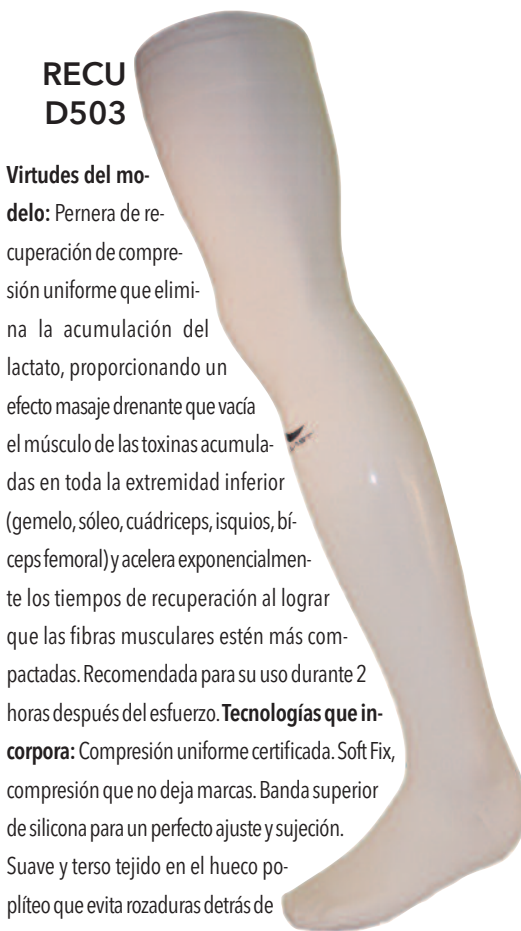 RECU
D503
Virtudes del mo-
delo: Pernera de re-
cuperación de compre-
sión uniforme que elimi-
na la acumulación del
lactato, proporcionando un
efecto masaje drenante que vacía
el músculo de las toxinas acumula-
das en toda la extremidad inferior
(gemelo, sóleo, cuádriceps, isquios, bí-
ceps femoral) y acelera exponencialmen-
te los tiempos de recuperación al lograr
que las fibras musculares estén más com-
pactadas. Recomendada para su uso durante 2
horas después del esfuerzo. Tecnologías que in-
corpora: Compresión uniforme certificada. Soft Fix,
compresión que no deja marcas. Banda superior
de silicona para un perfecto ajuste y sujeción.
Suave y terso tejido en el hueco po-
plíteo que evita rozaduras detrás de